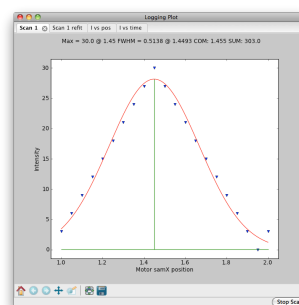 Logging Plot
Scan 1
Scan 1 refit
I vs pos
I vs time
Max = 30.0 @ 1.45 FWHM = 0.5138 @ 1.4493 COM: 1.455 SUM: 303.0
30
25
20
15
10
5
0
Intensity
1.0 1.2 1.4 1.6 1.8 2.0
Motor samX position
Stop Sca